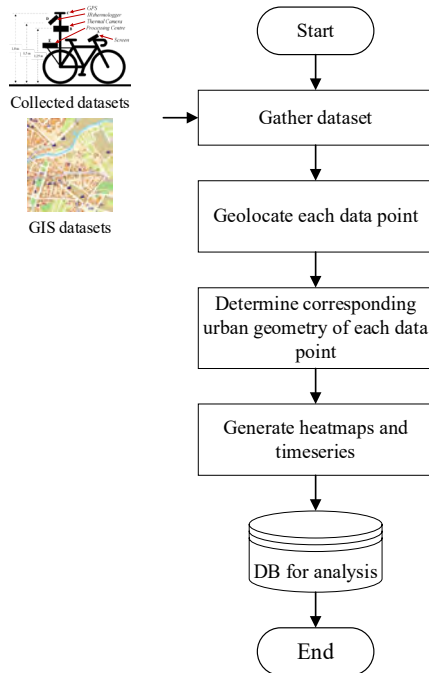 GPS
IRthermologer
Thermal Camera
Processing Centre
Screen
Collected datasets
GIS datasets
Start
Gather dataset
Geolocate each data point
Determine corresponding
urban geometry of each data
point
Generate heatmaps and
timeseries
DB for analysis
End